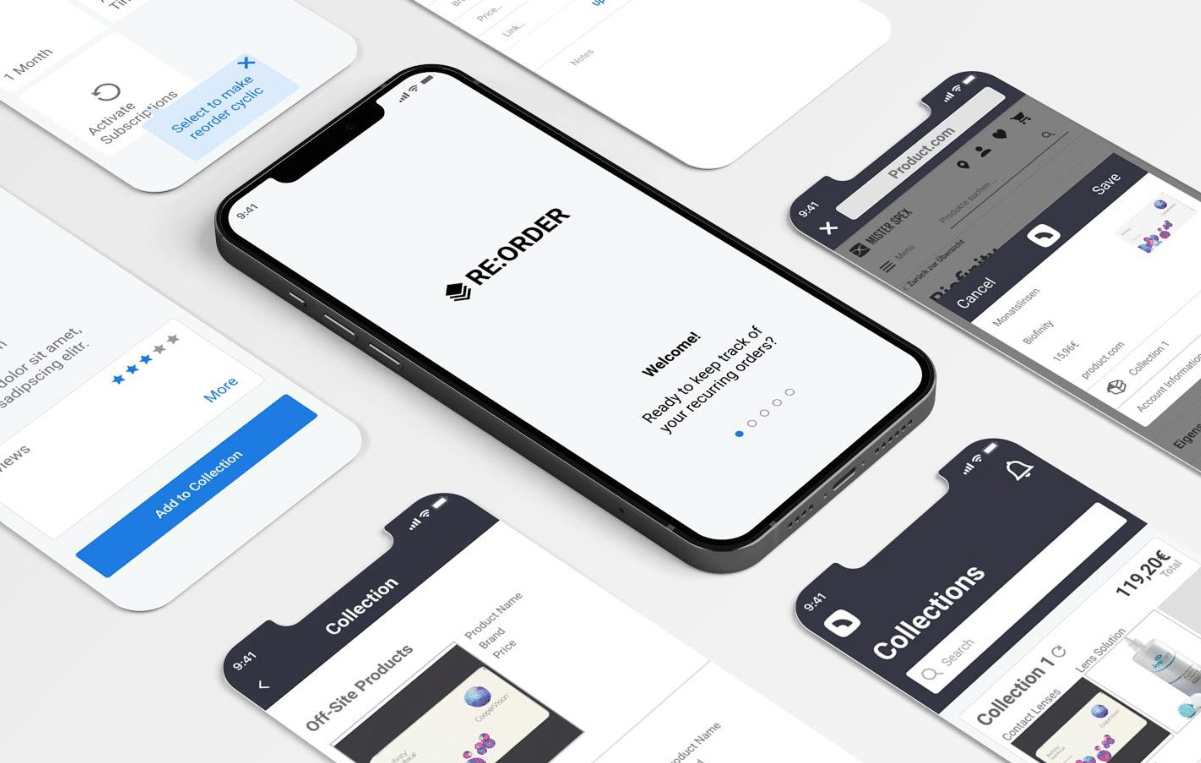 1 Month
Activate
Subscriptions
Select to make
reorder cyclic
Price...
Link...
Notes
9:41
RE:ORDER
Welcome!
Ready to keep track of
your recurring orders?
9:41
Product.com
MISTER SPEX
Produkte suchen
Menu
Zurück zur Übersicht
Biofinity
Cancel
Save
Monatslinsen
Biofinity
15,96€
product.com
Collection 1
Account Information
Eigens
dolor sit amet,
sadipscing elitr.
More
iews
Add to Collection
9:41
Collection
Off-Site Products
Product Name
Brand
Price
CooperVision
Product Name
9:41
Collections
Search
119,20€
Total
Collection 1
Contact Lenses
Lens Solution